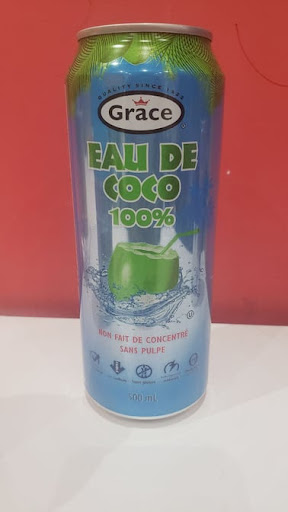 QUALITY SINCE 1922
Grace
EAU DE
COCO
100%
NON FAIT DE CONCENTRÉ
SANS PULPE
500 mL